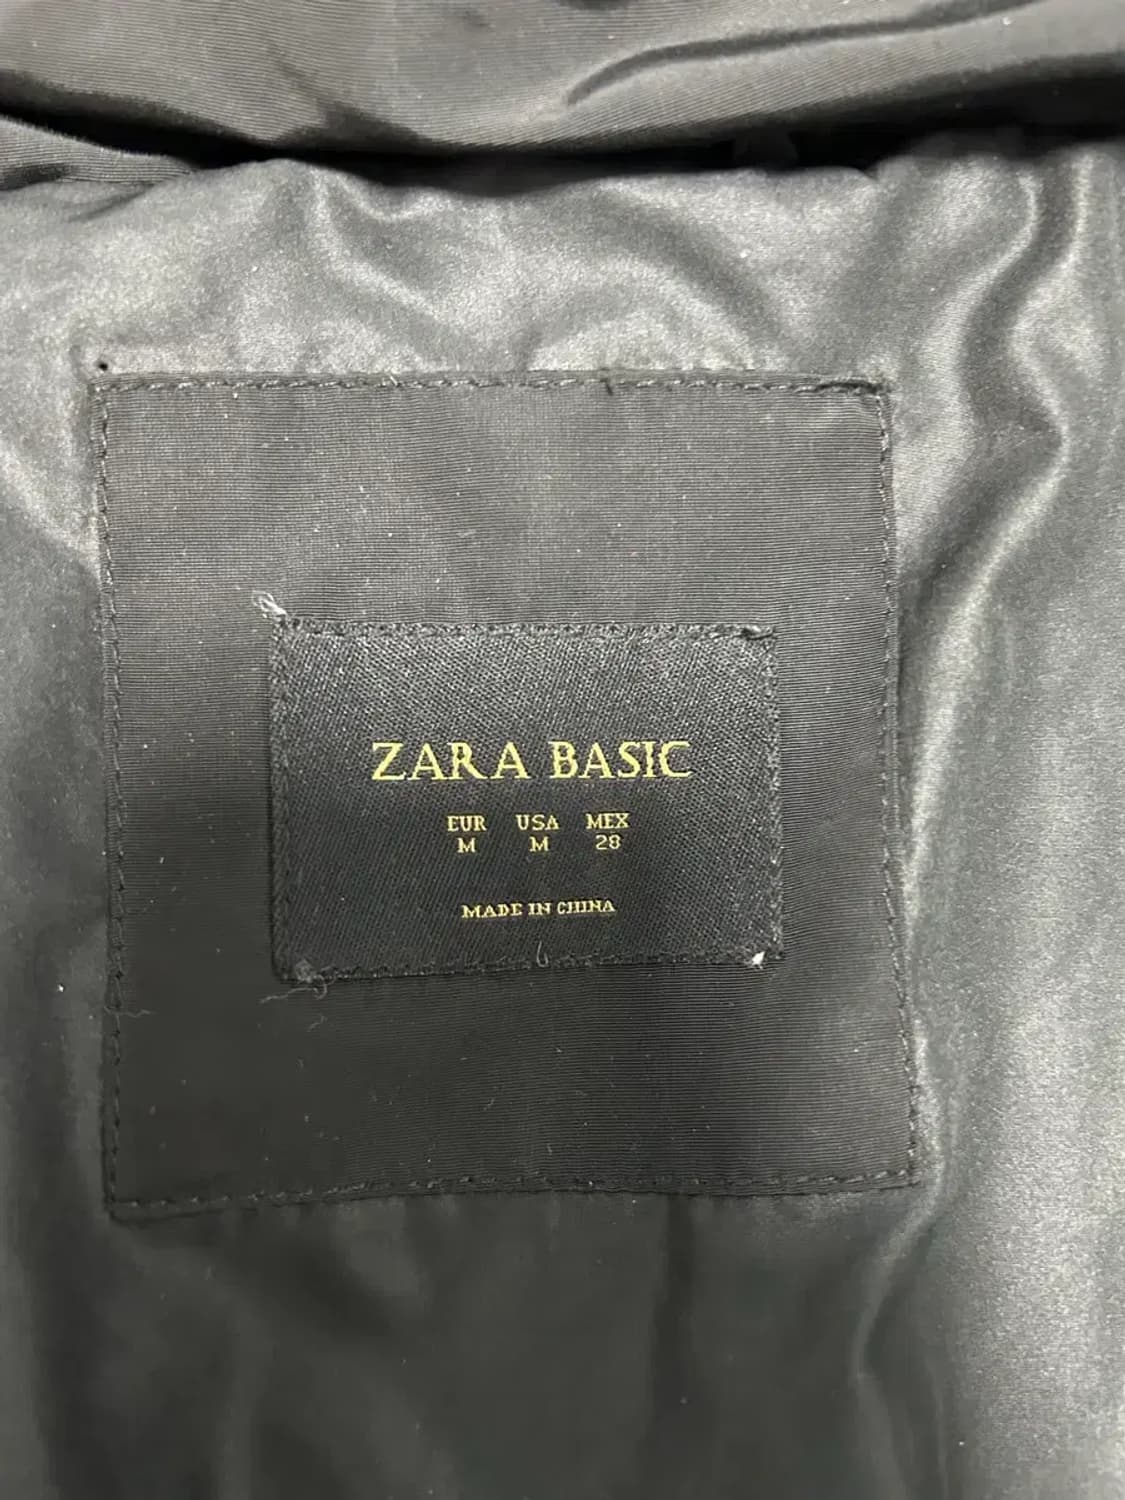 ZARA BASIC
EUR USA MEX
M M 28
MADE IN CHINA